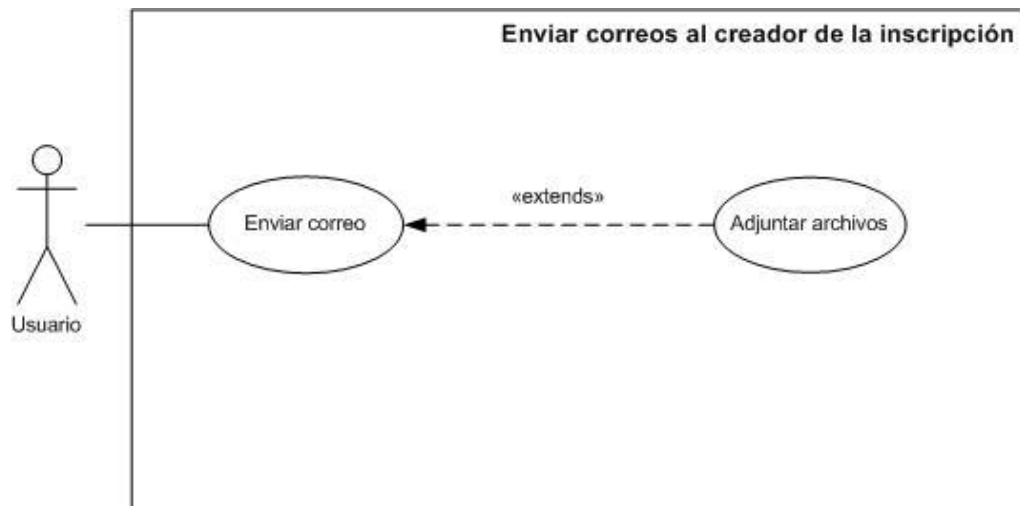 Enviar correos al creador de la inscripción
«extends»
Enviar correo
Adjuntar archivos
Usuario